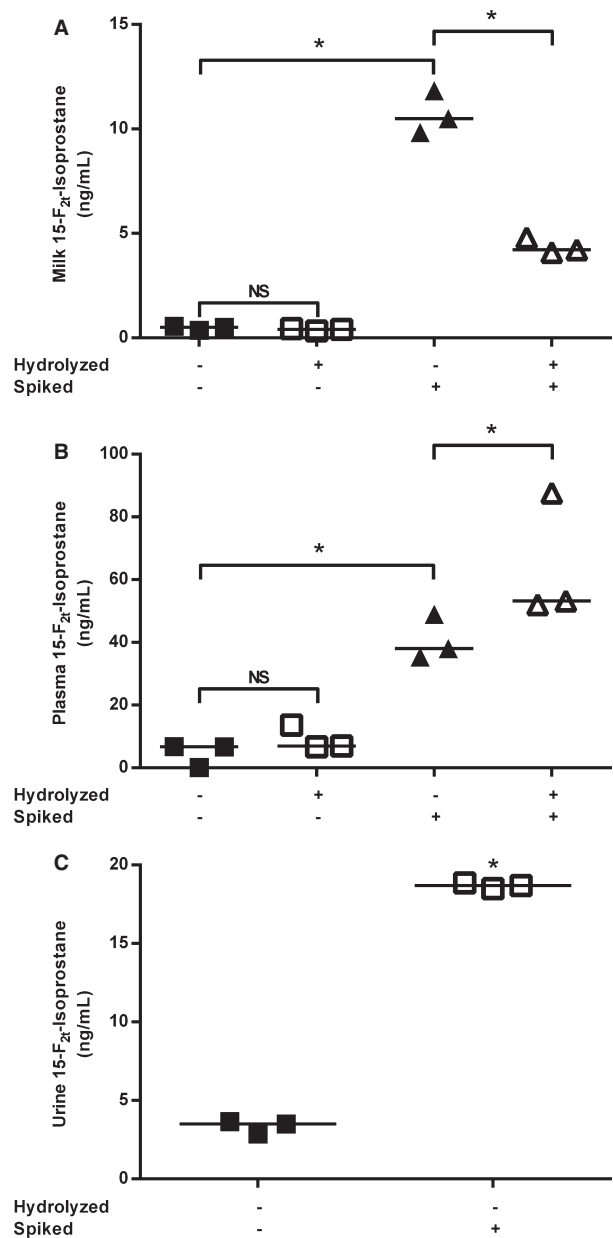 A
Milk 15-F2t-Isoprostane
(ng/mL)
15
10
5
0
*
*
NS
Hydrolyzed - + - +
Spiked - - + +
B
Plasma 15-F2t-Isoprostane
(ng/mL)
100
80
60
40
20
0
*
*
NS
Hydrolyzed - + - +
Spiked - - + +
C
Urine 15-F2t-Isoprostane
(ng/mL)
20
15
10
5
0
*
Hydrolyzed - -
Spiked - +